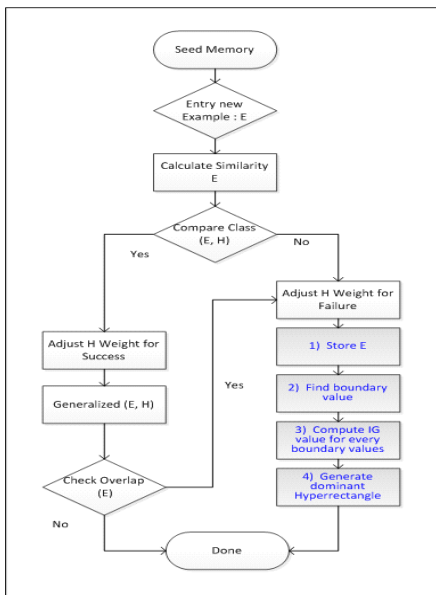 Seed Memory
Entry new
Example : E
Calculate Similarity
E
Compare Class
(E, H)
Yes
No
Adjust H Weight for
Success
Generalized (E, H)
Check Overlap
(E)
Yes
No
Adjust H Weight for
Failure
1) Store E
2) Find boundary
value
3) Compute IG
value for every
boundary values
4) Generate
dominant
Hyperrectangle
Done